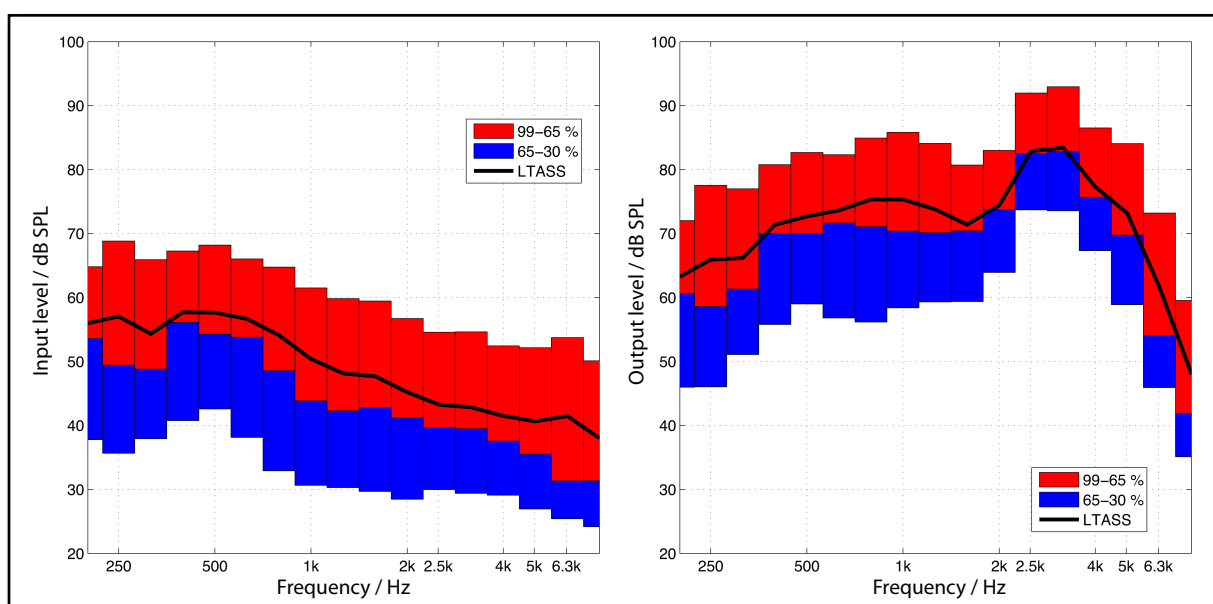 100
90
80
70
60
50
40
30
20
Input level / dB SPL
99–65 %
65–30 %
LTASS
250 500 1k 2k 2.5k 4k 5k 6.3k
Frequency / Hz
100
90
80
70
60
50
40
30
20
Output level / dB SPL
99–65 %
65–30 %
LTASS
250 500 1k 2k 2.5k 4k 5k 6.3k
Frequency / Hz